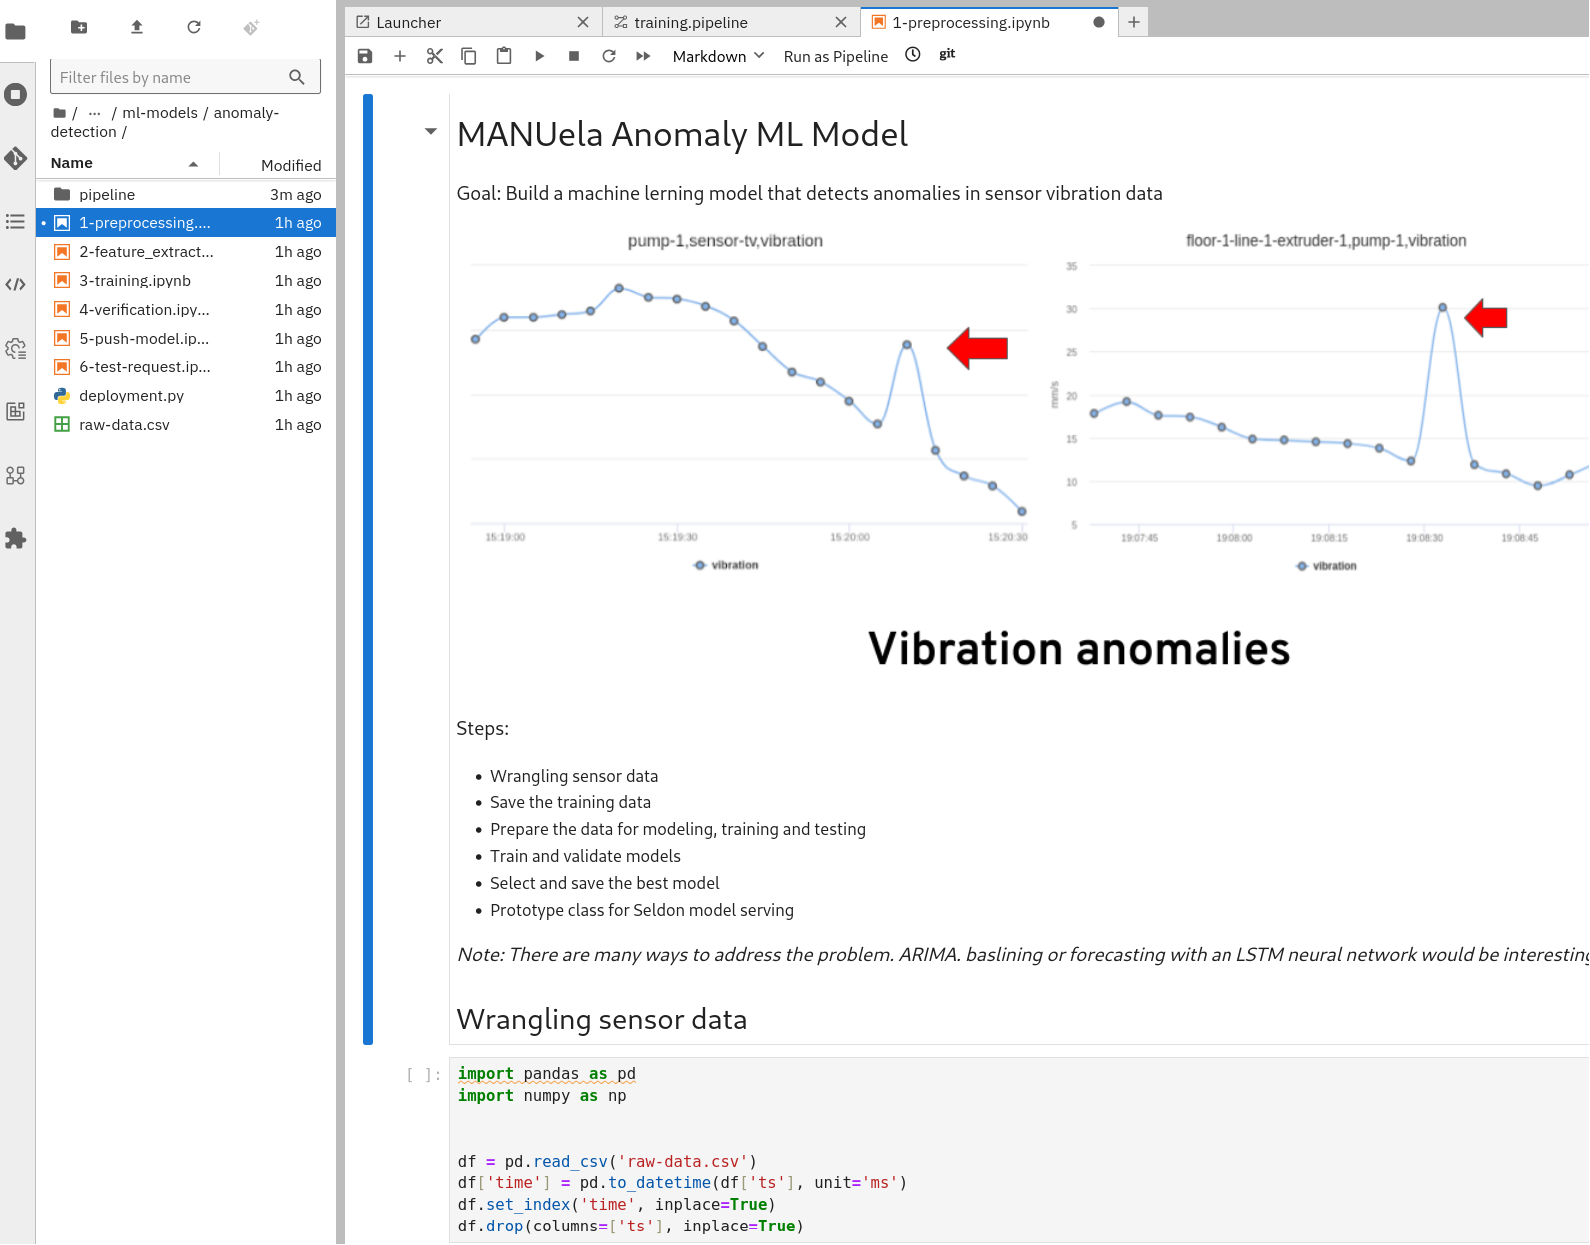 Launcher
training.pipeline
1-preprocessing.ipynb
Markdown
Run as Pipeline
git
Filter files by name
/ ... / ml-models / anomaly-
detection /
Name Modified
pipeline 3m ago
1-preprocessing.... 1h ago
2-feature_extract... 1h ago
3-training.ipynb 1h ago
4-verification.ipy... 1h ago
5-push-model.ip... 1h ago
6-test-request.ip... 1h ago
deployment.py 1h ago
raw-data.csv 1h ago
MANUela Anomaly ML Model
Goal: Build a machine lerning model that detects anomalies in sensor vibration data
pump-1,sensor-tv,vibration
15:19:00 15:19:30 15:20:00 15:20:30
vibration
floor-1-line-1-extruder-1,pump-1,vibration
35
30
25
20
15
10
5
mm/s
19:07:45 19:08:00 19:08:15 19:08:30 19:08:45
vibration
Vibration anomalies
Steps:
• Wrangling sensor data
• Save the training data
• Prepare the data for modeling, training and testing
• Train and validate models
• Select and save the best model
• Prototype class for Seldon model serving
Note: There are many ways to address the problem. ARIMA. baslining or forecasting with an LSTM neural network would be interesting
Wrangling sensor data
[ ]:
import pandas as pd
import numpy as np
df = pd.read_csv('raw-data.csv')
df['time'] = pd.to_datetime(df['ts'], unit='ms')
df.set_index('time', inplace=True)
df.drop(columns=['ts'], inplace=True)